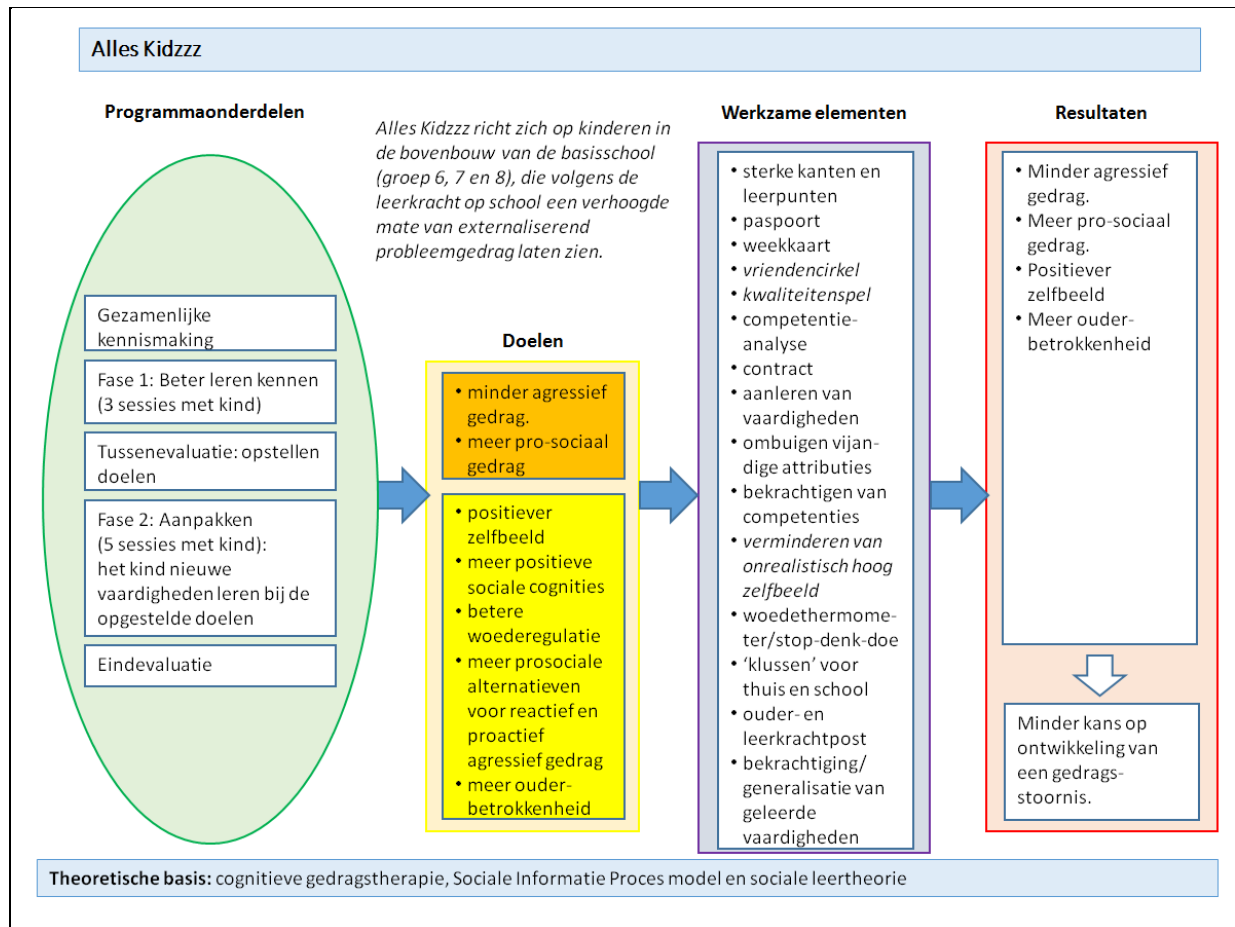 Alles Kidzzz
Programmaonderdelen
Gezamenlijke
kennismaking
Fase 1: Beter leren kennen
(3 sessies met kind)
Tussenevaluatie: opstellen
doelen
Fase 2: Aanpakken
(5 sessies met kind):
het kind nieuwe
vaardigheden leren bij de
opgestelde doelen
Eindevaluatie
Alles Kidzzz richt zich op kinderen in
de bovenbouw van de basisschool
(groep 6, 7 en 8), die volgens de
leerkracht op school een verhoogde
mate van externaliserend
probleemgedrag laten zien.
Doelen
• minder agressief
gedrag.
• meer pro-sociaal
gedrag
• positiever
zelfbeeld
• meer positieve
sociale cognities
• betere
woederegulatie
• meer prosociale
alternatieven
voor reactief en
proactief
agressief gedrag
• meer ouder-
betrokkenheid
Werkzame elementen
• sterke kanten en
leerpunten
• paspoort
• weekkaart
• vriendencirkel
• kwaliteitenspel
• competentie-
analyse
• contract
• aanleren van
vaardigheden
• ombuigen vijan-
dige attributies
• bekrachtigen van
competenties
• verminderen van
onrealistisch hoog
zelfbeeld
• woedethermome-
ter/stop-denk-doe
• ‘klussen’ voor
thuis en school
• ouder- en
leerkrachtpost
• bekrachtiging/
generalisatie van
geleerde
vaardigheden
Resultaten
• Minder agressief
gedrag.
• Meer pro-sociaal
gedrag.
• Positiever
zelfbeeld
• Meer ouder-
betrokkenheid
Minder kans op
ontwikkeling van
een gedrags-
stoornis.
Theoretische basis: cognitieve gedragstherapie, Sociale Informatie Proces model en sociale leertheorie